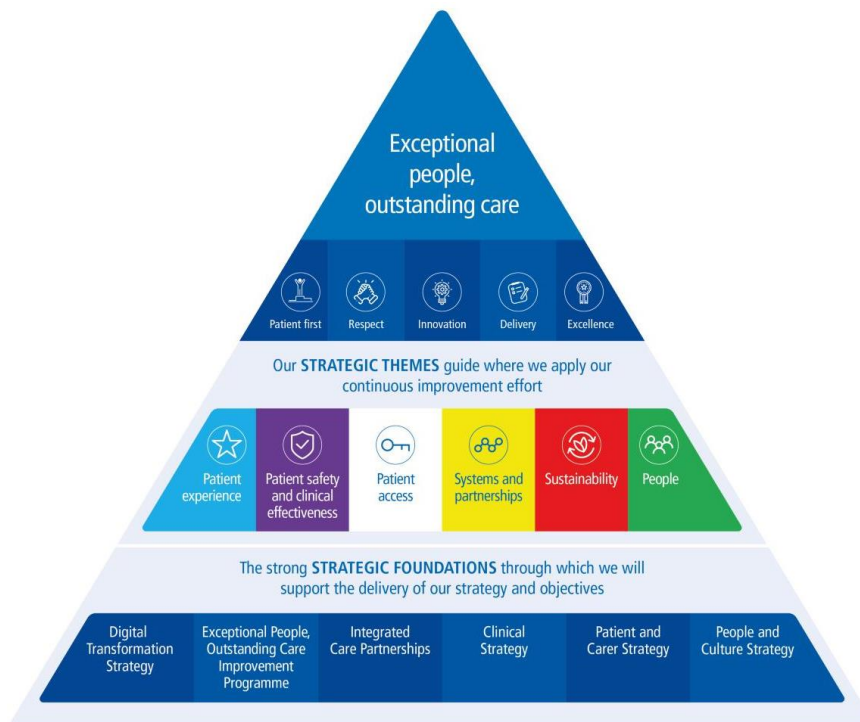 Exceptional
people,
outstanding care
Patient first
Respect
Innovation
Delivery
Excellence
Our STRATEGIC THEMES guide where we apply our
continuous improvement effort
Patient
experience
Patient safety
and clinical
effectiveness
Patient
access
Systems and
partnerships
Sustainability
People
The strong STRATEGIC FOUNDATIONS through which we will
support the delivery of our strategy and objectives
Digital
Transformation
Strategy
Exceptional People,
Outstanding Care
Improvement
Programme
Integrated
Care Partnerships
Clinical
Strategy
Patient and
Carer Strategy
People and
Culture Strategy